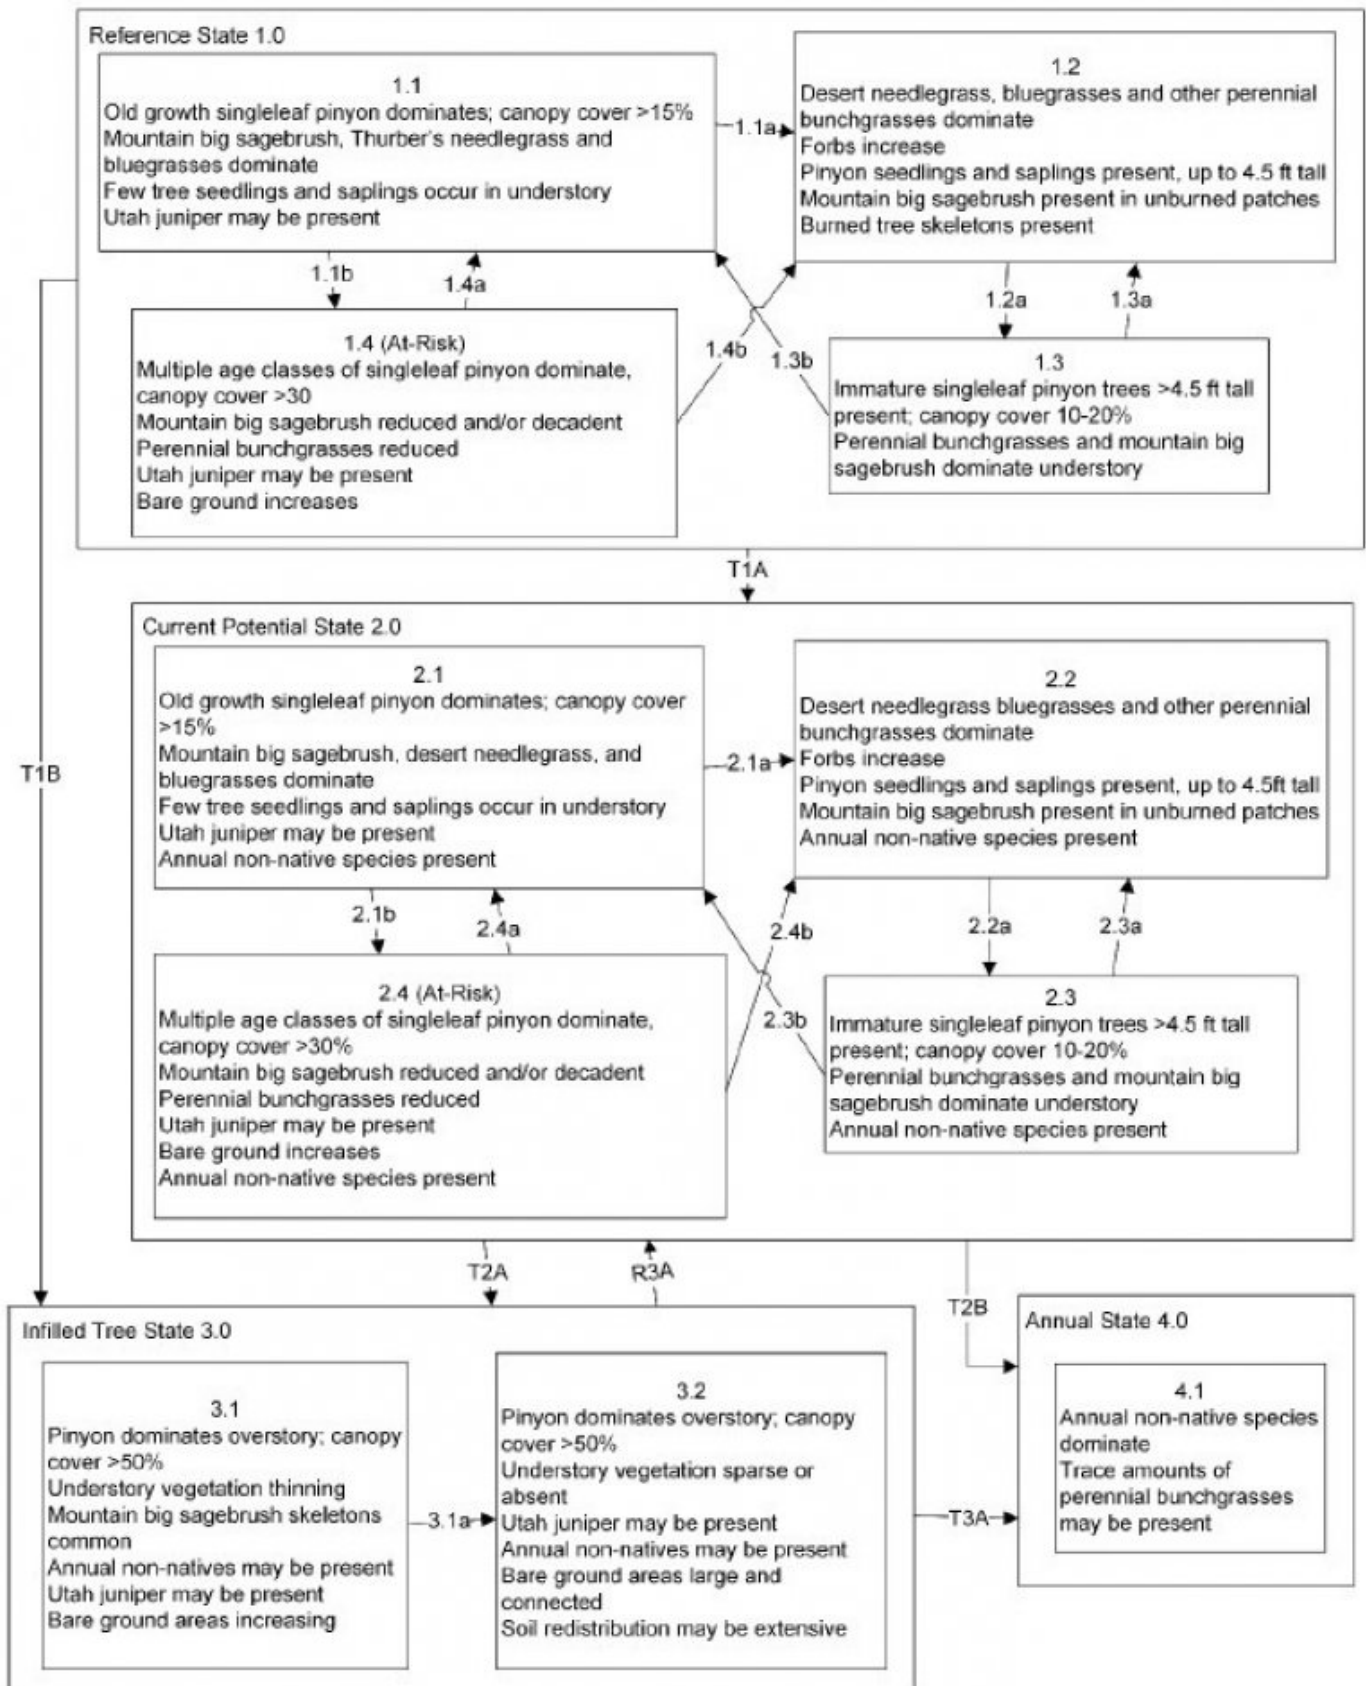 Reference State 1.0
1.1
Old growth singleleaf pinyon dominates; canopy cover >15%
Mountain big sagebrush, Thurber's needlegrass and
bluegrasses dominate
Few tree seedlings and saplings occur in understory
Utah juniper may be present
1.1a
1.2
Desert needlegrass, bluegrasses and other perennial
bunchgrasses dominate
Forbs increase
Pinyon seedlings and saplings present, up to 4.5 ft tall
Mountain big sagebrush present in unburned patches
Burned tree skeletons present
1.1b
1.4a
1.2a
1.3a
1.4 (At-Risk)
Multiple age classes of singleleaf pinyon dominate,
canopy cover >30
Mountain big sagebrush reduced and/or decadent
Perennial bunchgrasses reduced
Utah juniper may be present
Bare ground increases
1.4b
1.3b
1.3
Immature singleleaf pinyon trees >4.5 ft tall
present; canopy cover 10-20%
Perennial bunchgrasses and mountain big
sagebrush dominate understory
T1A
T1B
Current Potential State 2.0
2.1
Old growth singleleaf pinyon dominates; canopy cover
>15%
Mountain big sagebrush, desert needlegrass, and
bluegrasses dominate
Few tree seedlings and saplings occur in understory
Utah juniper may be present
Annual non-native species present
2.1a
2.2
Desert needlegrass bluegrasses and other perennial
bunchgrasses dominate
Forbs increase
Pinyon seedlings and saplings present, up to 4.5ft tall
Mountain big sagebrush present in unburned patches
Annual non-native species present
2.1b
2.4a
2.4b
2.2a
2.3a
2.4 (At-Risk)
Multiple age classes of singleleaf pinyon dominate,
canopy cover >30%
Mountain big sagebrush reduced and/or decadent
Perennial bunchgrasses reduced
Utah juniper may be present
Bare ground increases
Annual non-native species present
2.3b
2.3
Immature singleleaf pinyon trees >4.5 ft tall
present; canopy cover 10-20%
Perennial bunchgrasses and mountain big
sagebrush dominate understory
Annual non-native species present
T2A
R3A
T2B
Infilled Tree State 3.0
3.1
Pinyon dominates overstory; canopy
cover >50%
Understory vegetation thinning
Mountain big sagebrush skeletons
common
Annual non-natives may be present
Utah juniper may be present
Bare ground areas increasing
3.1a
3.2
Pinyon dominates overstory; canopy
cover >50%
Understory vegetation sparse or
absent
Utah juniper may be present
Annual non-natives may be present
Bare ground areas large and
connected
Soil redistribution may be extensive
T3A
Annual State 4.0
4.1
Annual non-native species
dominate
Trace amounts of
perennial bunchgrasses
may be present